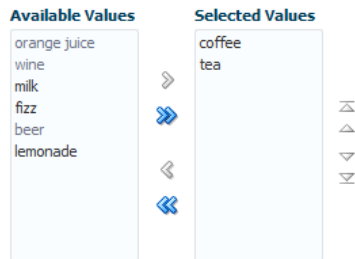 Available Values
orange juice
wine
milk
fizz
beer
lemonade
Selected Values
coffee
tea